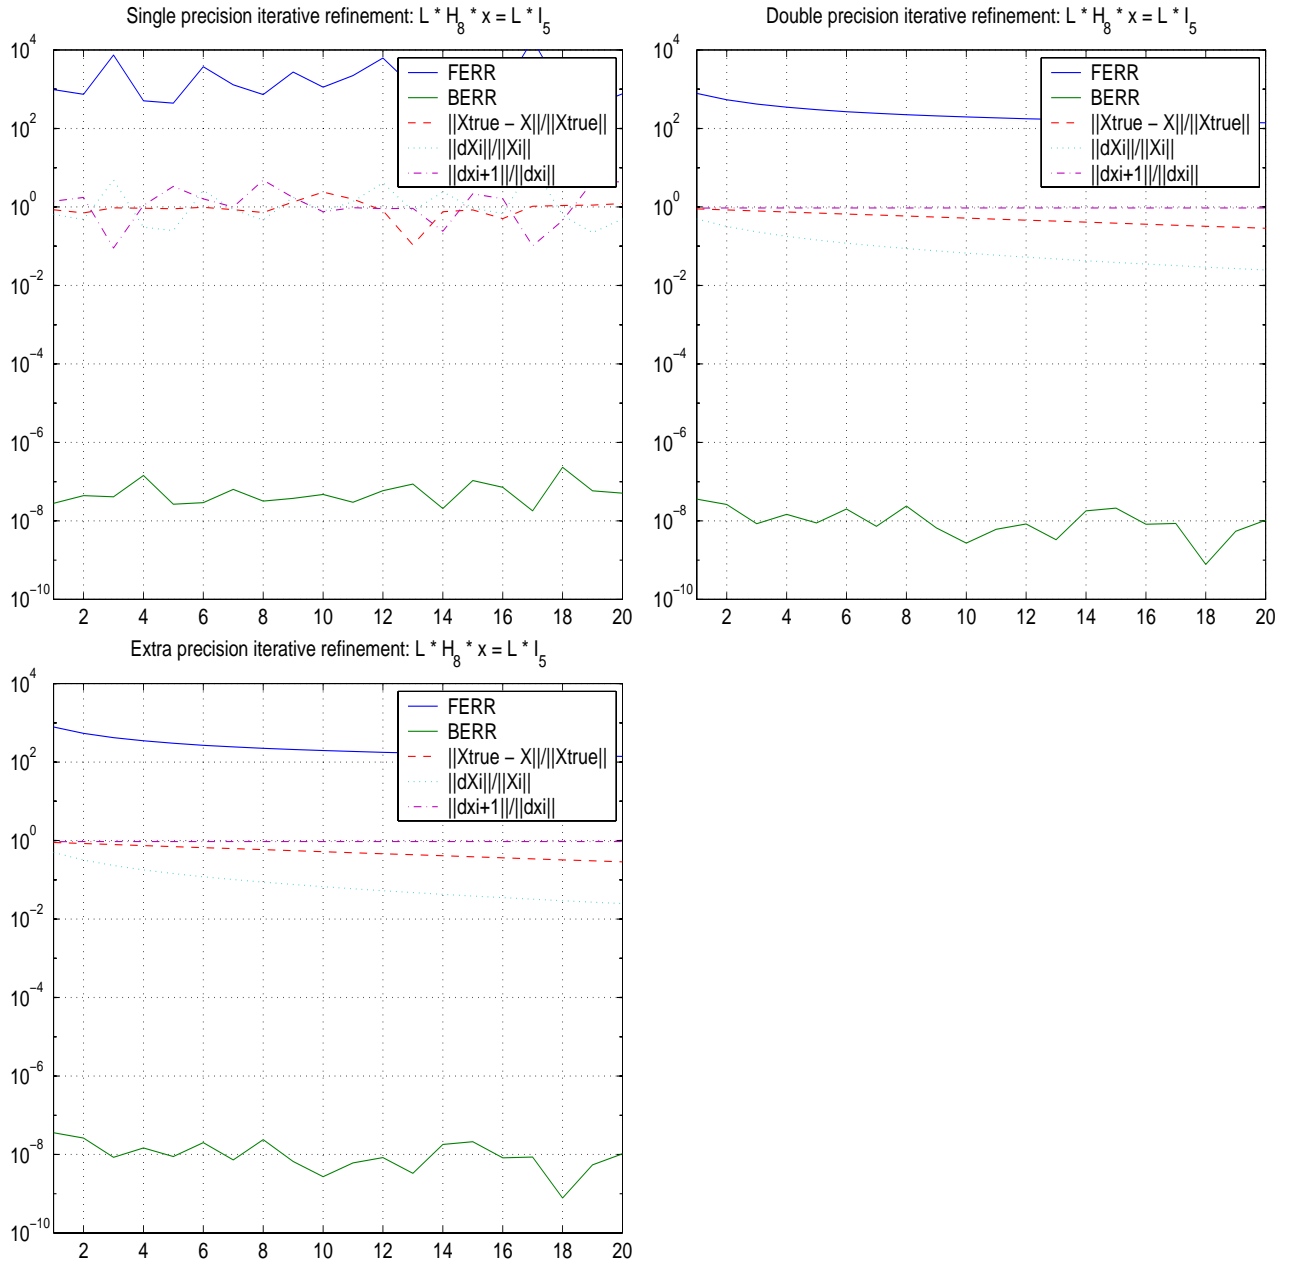 Single precision iterative refinement: L * H_8 * x = L * I_5
10^4
10^2
10^0
10^−2
10^−4
10^−6
10^−8
10^−10
2 4 6 8 10 12 14 16 18 20
FERR
BERR
||Xtrue − X||/||Xtrue||
||dXi||/||Xi||
||dxi+1||/||dxi||
Double precision iterative refinement: L * H_8 * x = L * I_5
10^4
10^2
10^0
10^−2
10^−4
10^−6
10^−8
10^−10
2 4 6 8 10 12 14 16 18 20
FERR
BERR
||Xtrue − X||/||Xtrue||
||dXi||/||Xi||
||dxi+1||/||dxi||
Extra precision iterative refinement: L * H_8 * x = L * I_5
10^4
10^2
10^0
10^−2
10^−4
10^−6
10^−8
10^−10
2 4 6 8 10 12 14 16 18 20
FERR
BERR
||Xtrue − X||/||Xtrue||
||dXi||/||Xi||
||dxi+1||/||dxi||